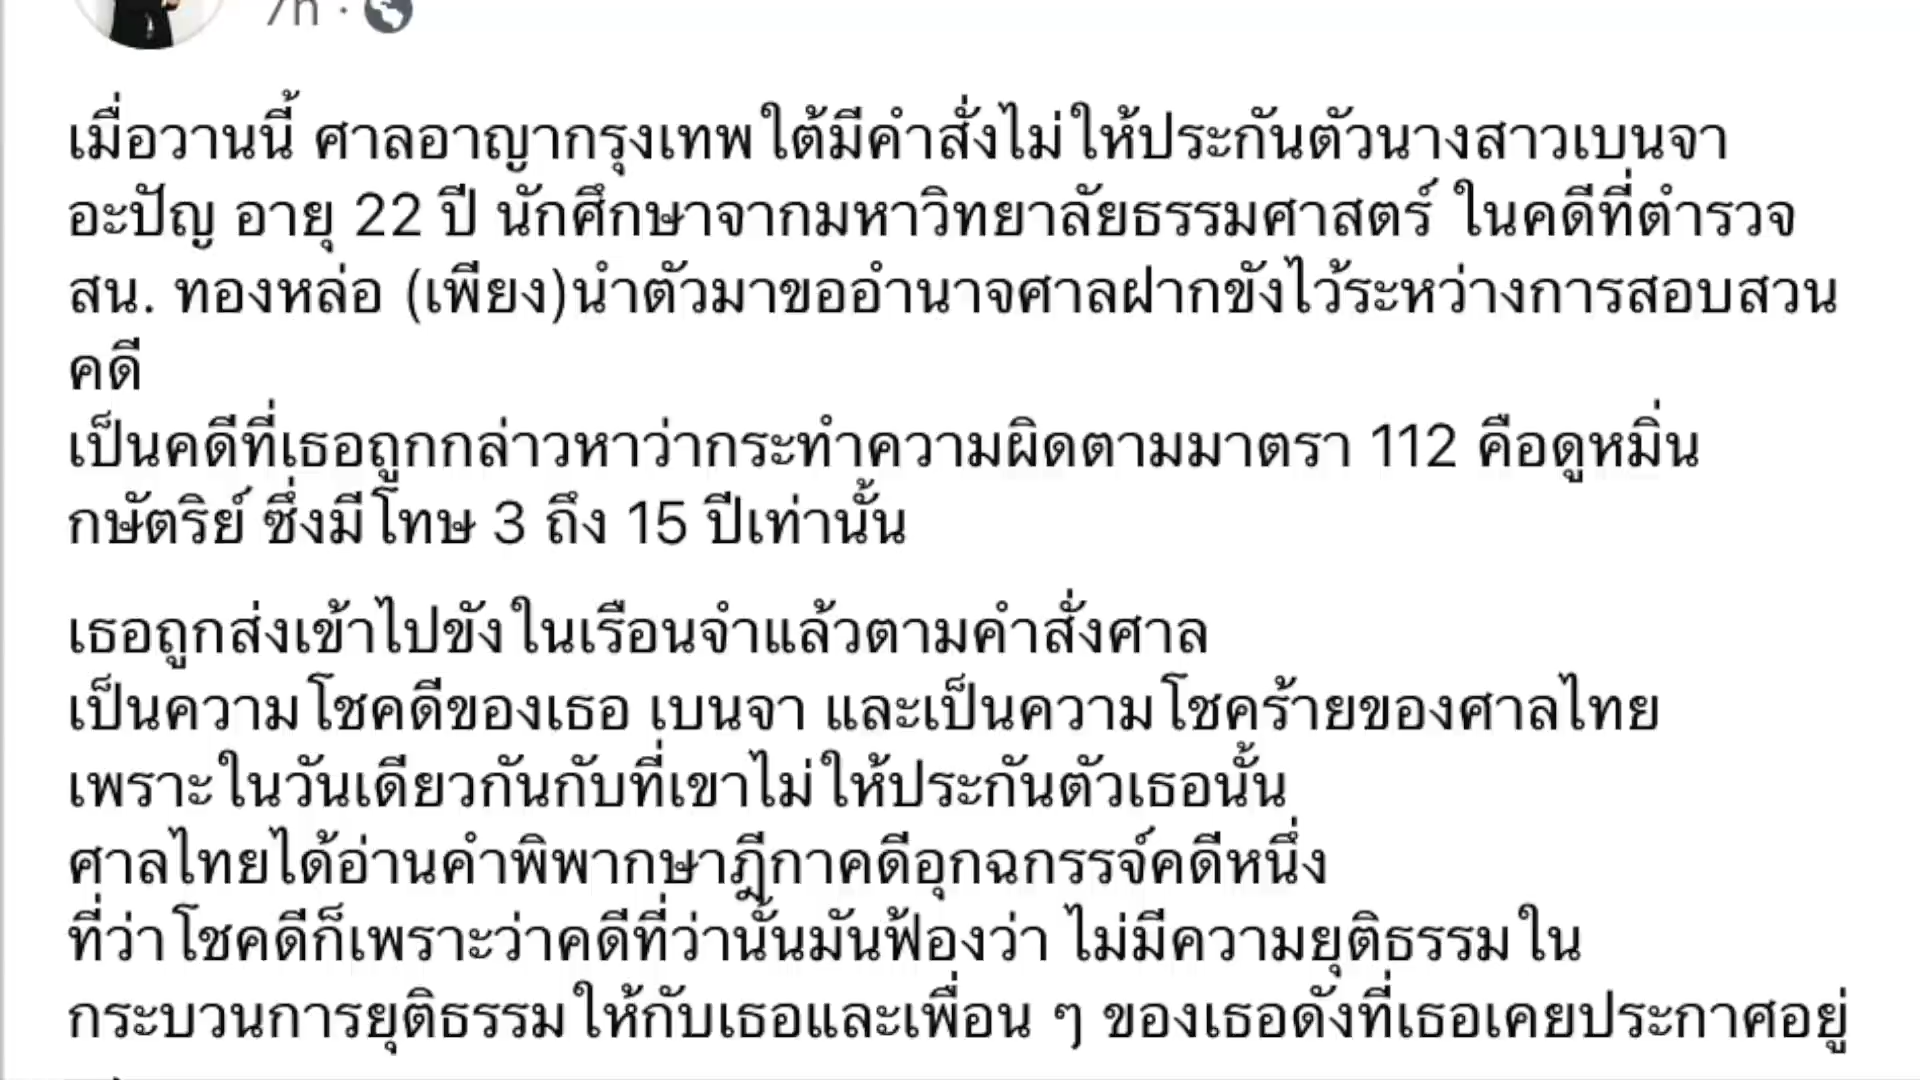 7h ·
เมื่อวานนี้ ศาลอาญากรุงเทพใต้มีคำสั่งไม่ให้ประกันตัวนางสาวเบนจา
อะปัญ อายุ 22 ปี นักศึกษาจากมหาวิทยาลัยธรรมศาสตร์ ในคดีที่ตำรวจ
สน. ทองหล่อ (เพียง)นำตัวมาขออำนาจศาลฝากขังไว้ระหว่างการสอบสวน
คดี
เป็นคดีที่เธอถูกกล่าวหาว่ากระทำความผิดตามมาตรา 112 คือดูหมิ่น
กษัตริย์ ซึ่งมีโทษ 3 ถึง 15 ปีเท่านั้น
เธอถูกส่งเข้าไปขังในเรือนจำแล้วตามคำสั่งศาล
เป็นความโชคดีของเธอ เบนจา และเป็นความโชคร้ายของศาลไทย
เพราะในวันเดียวกันกับที่เขาไม่ให้ประกันตัวเธอนั้น
ศาลไทยได้อ่านคำพิพากษาฎีกาคดีอุกฉกรรจ์คดีหนึ่ง
ที่ว่าโชคดีก็เพราะว่าคดีที่ว่านั้นมันฟ้องว่า ไม่มีความยุติธรรมใน
กระบวนการยุติธรรมให้กับเธอและเพื่อน ๆ ของเธอดังที่เธอเคยประกาศอยู่